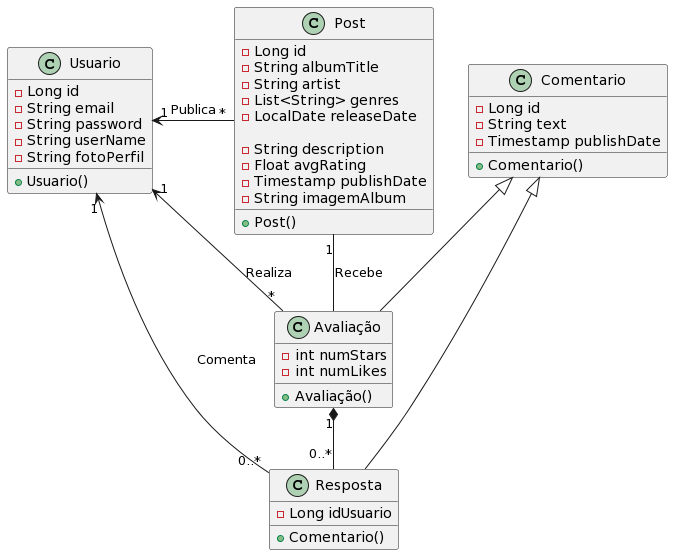 C Usuario
Long id
String email
String password
String userName
String fotoPerfil
Usuario()
C Post
Long id
String albumTitle
String artist
List<String> genres
LocalDate releaseDate
String description
Float avgRating
Timestamp publishDate
String imagemAlbum
Post()
C Comentario
Long id
String text
Timestamp publishDate
Comentario()
1 Publica *
1
1
Realiza
*
1
Recebe
Comenta
0..*
C Avaliação
int numStars
int numLikes
Avaliação()
1
0..*
C Resposta
Long idUsuario
Comentario()